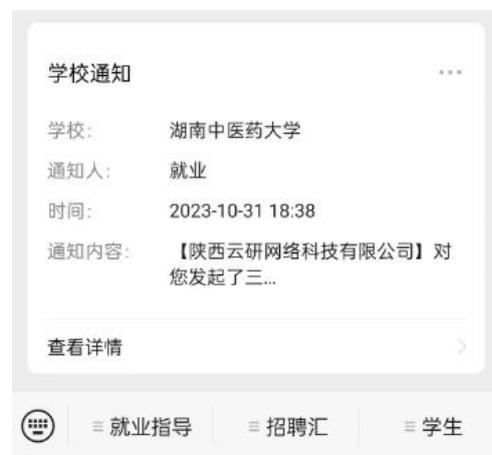 学校通知
学校： 湖南中医药大学
通知人： 就业
时间： 2023-10-31 18:38
通知内容： 【陕西云研网络科技有限公司】对
您发起了三...
查看详情
就业指导 招聘汇 学生